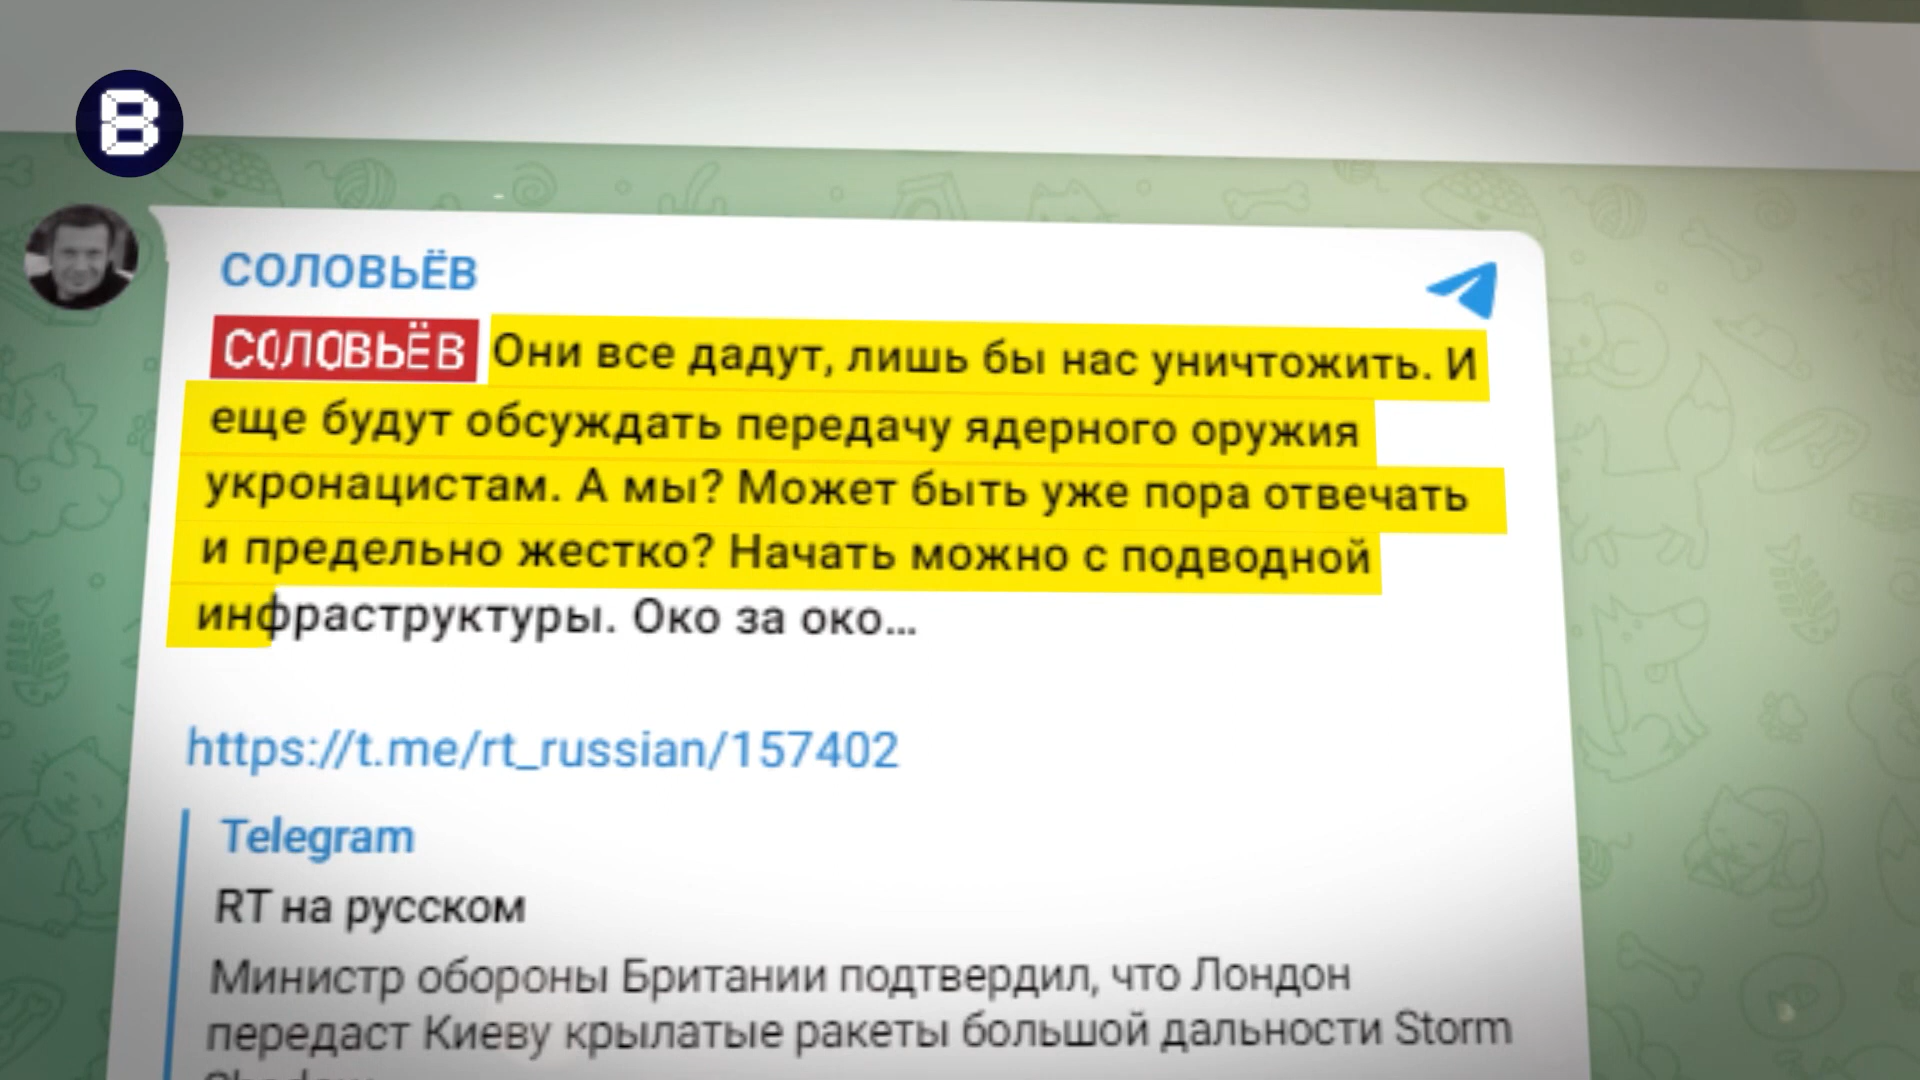 B
СОЛОВЬЁВ
СОЛОВЬЁВ Они все дадут, лишь бы нас уничтожить. И
еще будут обсуждать передачу ядерного оружия
укронацистам. А мы? Может быть уже пора отвечать
и предельно жестко? Начать можно с подводной
инфраструктуры. Око за око...
https://t.me/rt_russian/157402
Telegram
RT на русском
Министр обороны Британии подтвердил, что Лондон
передаст Киеву крылатые ракеты большой дальности Storm